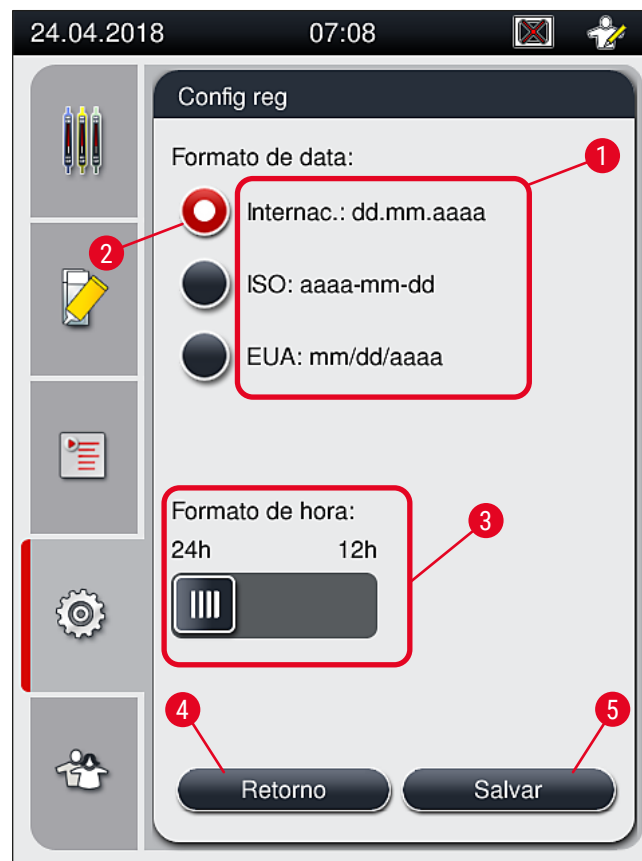 24.04.2018 07:08
Config reg
Formato de data:
1
Internac.: dd.mm.aaaa
2
ISO: aaaa-mm-dd
EUA: mm/dd/aaaa
Formato de hora:
3
24h 12h
4 5
Retorno Salvar